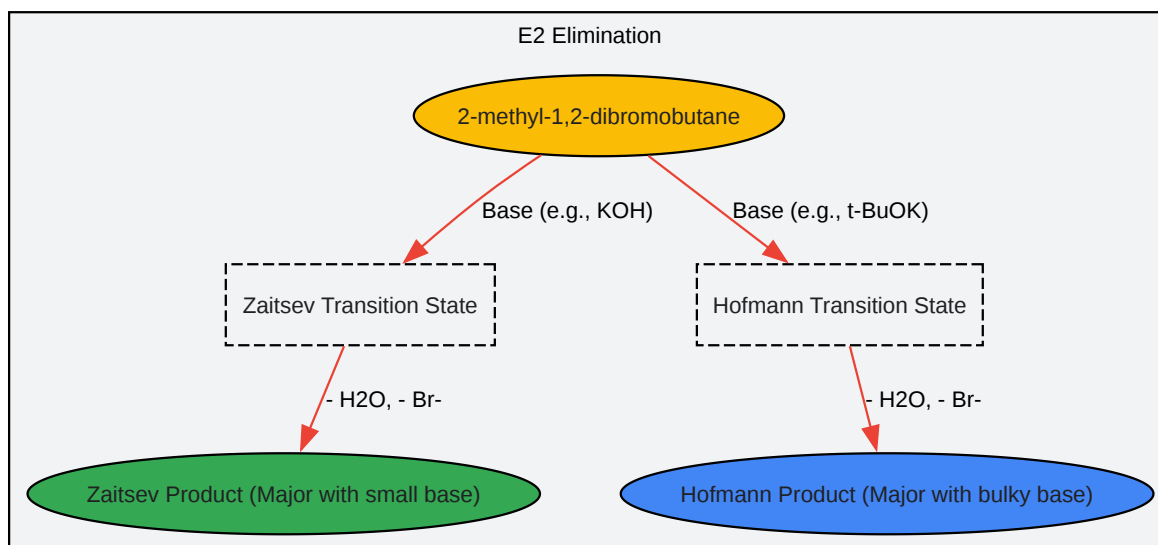 E2 Elimination
2-methyl-1,2-dibromobutane
Base (e.g., KOH)
Base (e.g., t-BuOK)
Zaitsev Transition State
Hofmann Transition State
- H2O, - Br-
- H2O, - Br-
Zaitsev Product (Major with small base)
Hofmann Product (Major with bulky base)